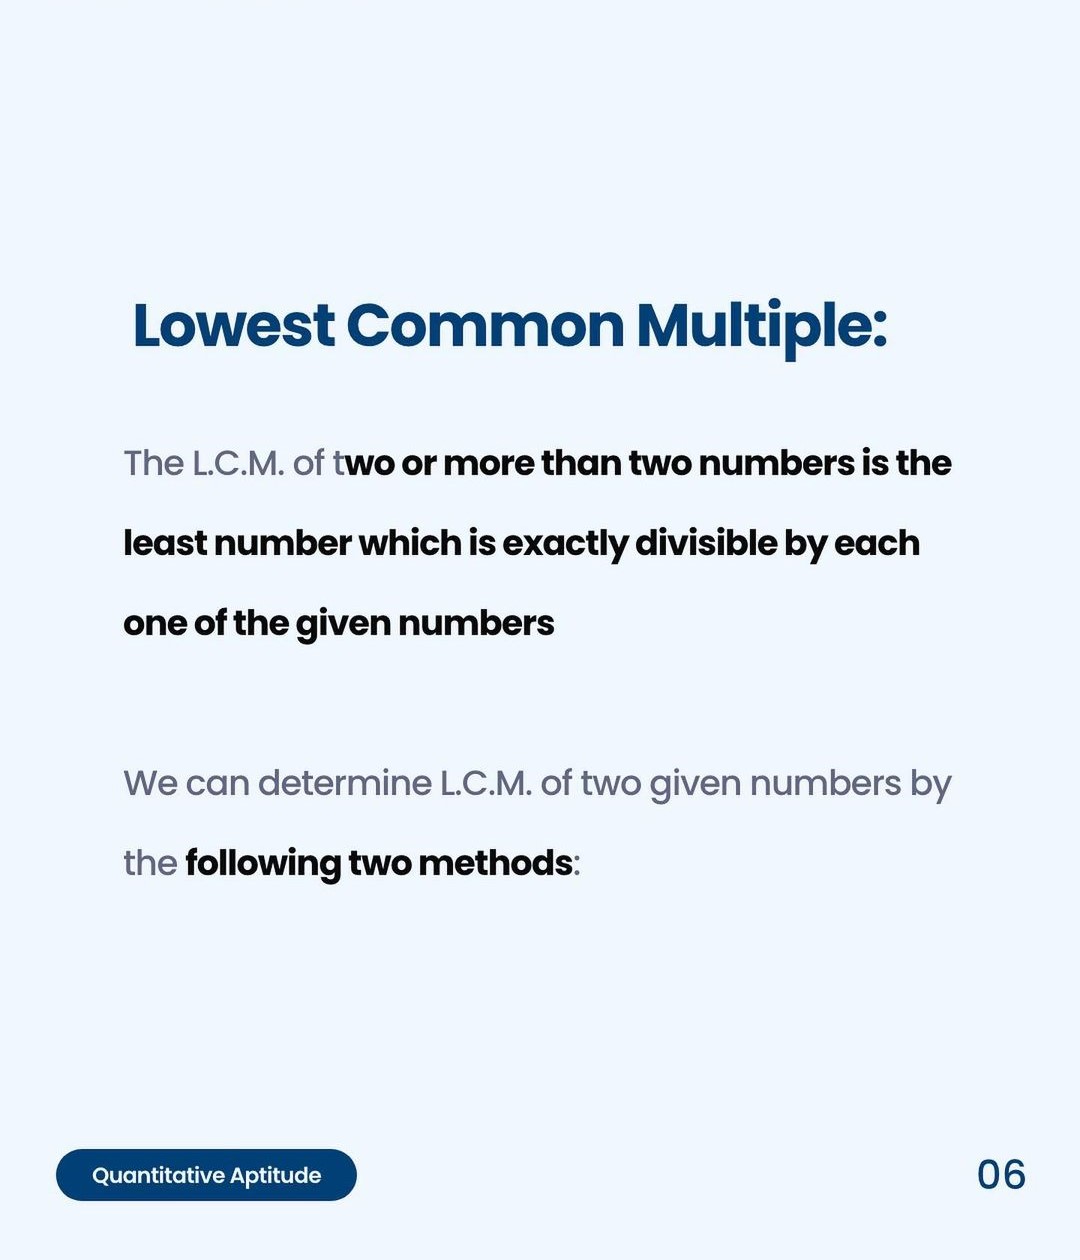 Lowest Common Multiple:
The L.C.M. of two or more than two numbers is the
least number which is exactly divisible by each
one of the given numbers
We can determine L.C.M. of two given numbers by
the following two methods:
Quantitative Aptitude
06